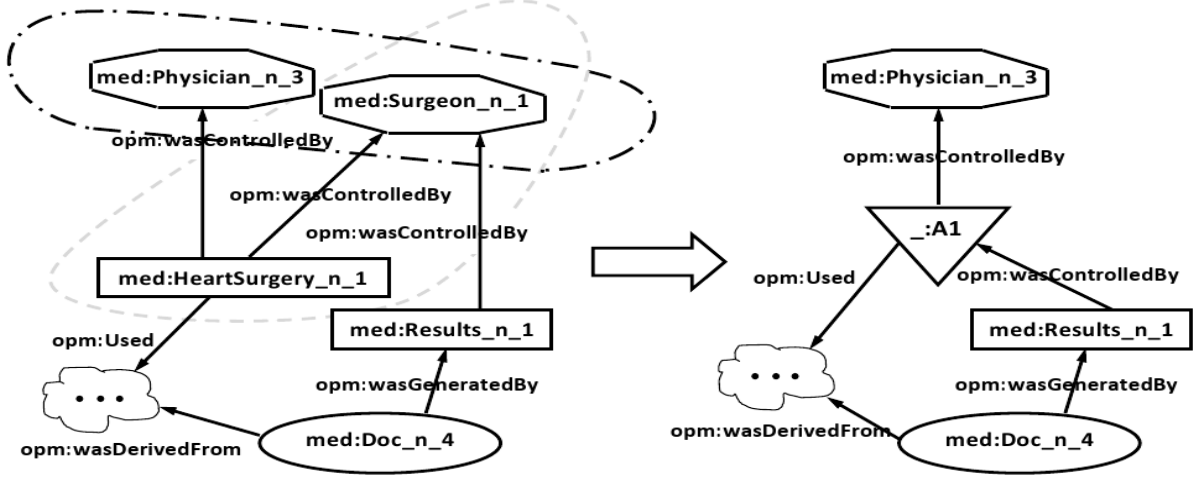 med:Physician_n_3
med:Surgeon_n_1
opm:wasControlledBy
opm:wasControlledBy
opm:wasControlledBy
med:HeartSurgery_n_1
opm:Used
med:Results_n_1
opm:wasGeneratedBy
...
opm:wasDerivedFrom
med:Doc_n_4
med:Physician_n_3
opm:wasControlledBy
_:A1
opm:Used
opm:wasControlledBy
med:Results_n_1
...
opm:wasGeneratedBy
opm:wasDerivedFrom
med:Doc_n_4